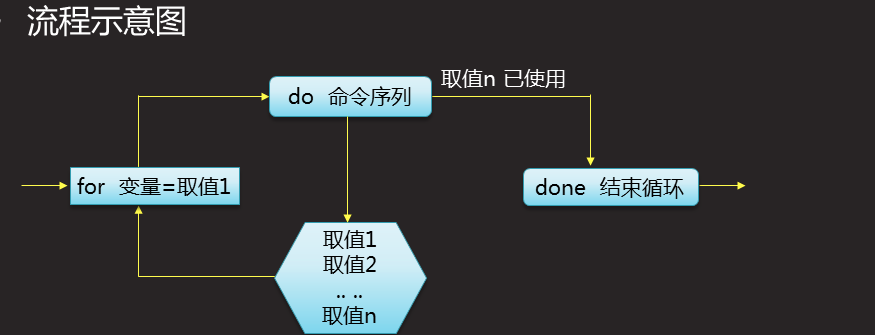 流程示意图
do 命令序列
取值n 已使用
for 变量=取值1
done 结束循环
取值1
取值2
.. ..
取值n